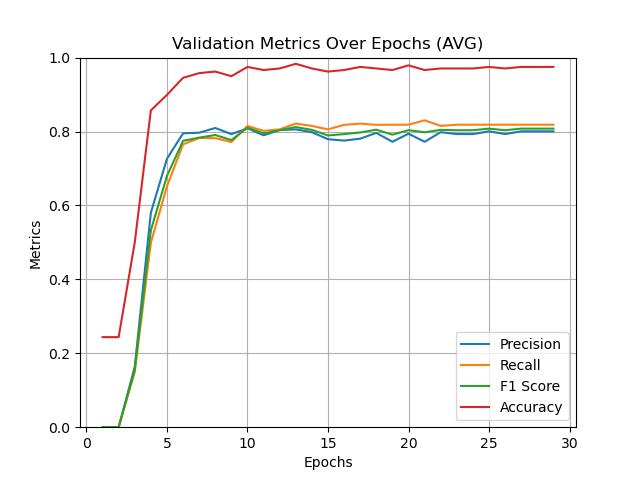 Validation Metrics Over Epochs (AVG)
1.0
0.8
0.6
0.4
0.2
0.0
Metrics
0 5 10 15 20 25 30
Epochs
Precision
Recall
F1 Score
Accuracy